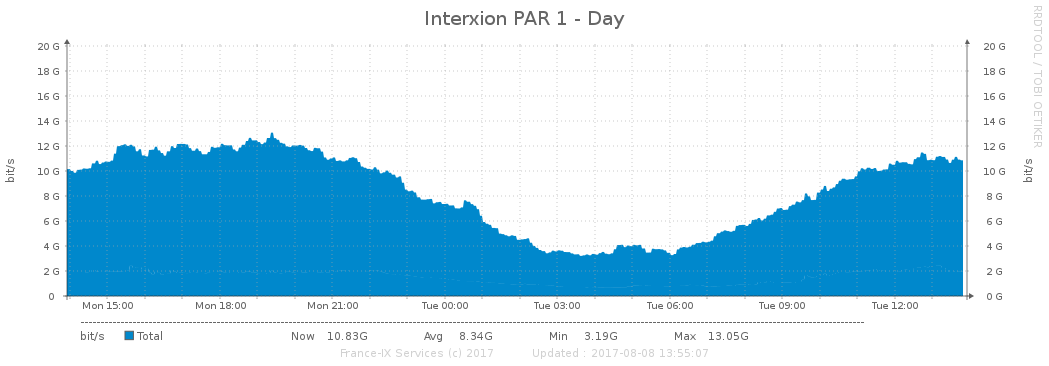 Interxion PAR 1 - Day
RRDTOOL / TOBI OETIKER
bit/s
20 G 20 G
18 G 18 G
16 G 16 G
14 G 14 G
12 G 12 G
10 G 10 G
8 G 8 G
6 G 6 G
4 G 4 G
2 G 2 G
0 0 G
bit/s
Mon 15:00 Mon 18:00 Mon 21:00 Tue 00:00 Tue 03:00 Tue 06:00 Tue 09:00 Tue 12:00
bit/s Total Now 10.83G Avg 8.34G Min 3.19G Max 13.05G
France-IX Services (c) 2017 Updated : 2017-08-08 13:55:07